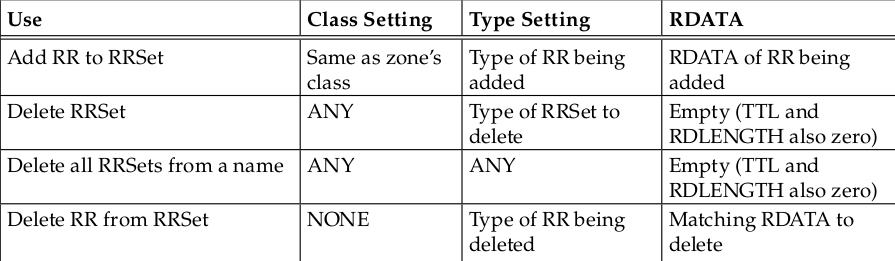 Use Class Setting Type Setting RDATA
Add RR to RRSet Same as zone's Type of RR being RDATA of RR being
class added added
Delete RRSet ANY Type of RRSet to Empty (TTL and
delete RDLENGTH also zero)
Delete all RRSets from a name ANY ANY Empty (TTL and
RDLENGTH also zero)
Delete RR from RRSet NONE Type of RR being Matching RDATA to
deleted delete